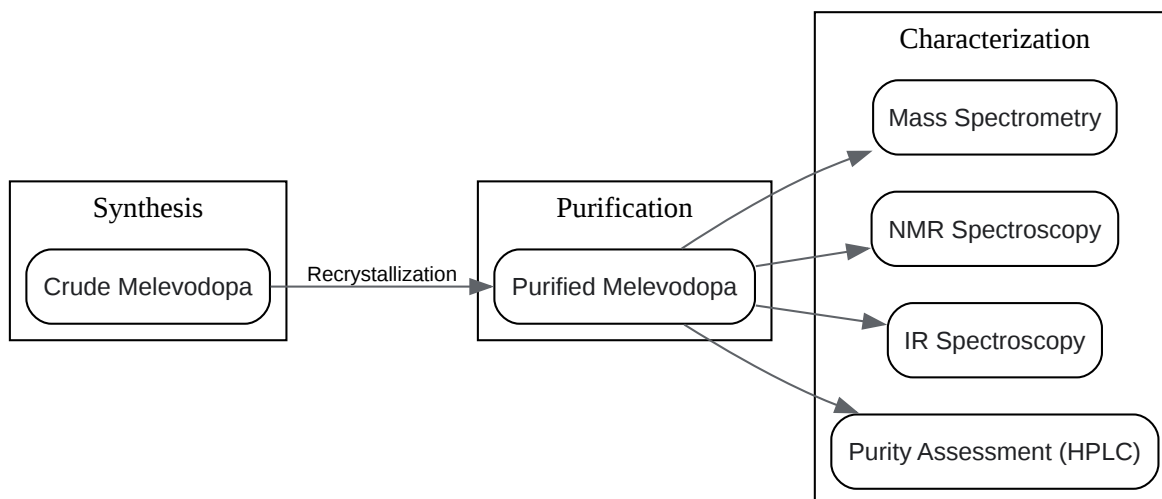 Synthesis
Crude Melevodopa
Recrystallization
Purification
Purified Melevodopa
Characterization
Mass Spectrometry
NMR Spectroscopy
IR Spectroscopy
Purity Assessment (HPLC)